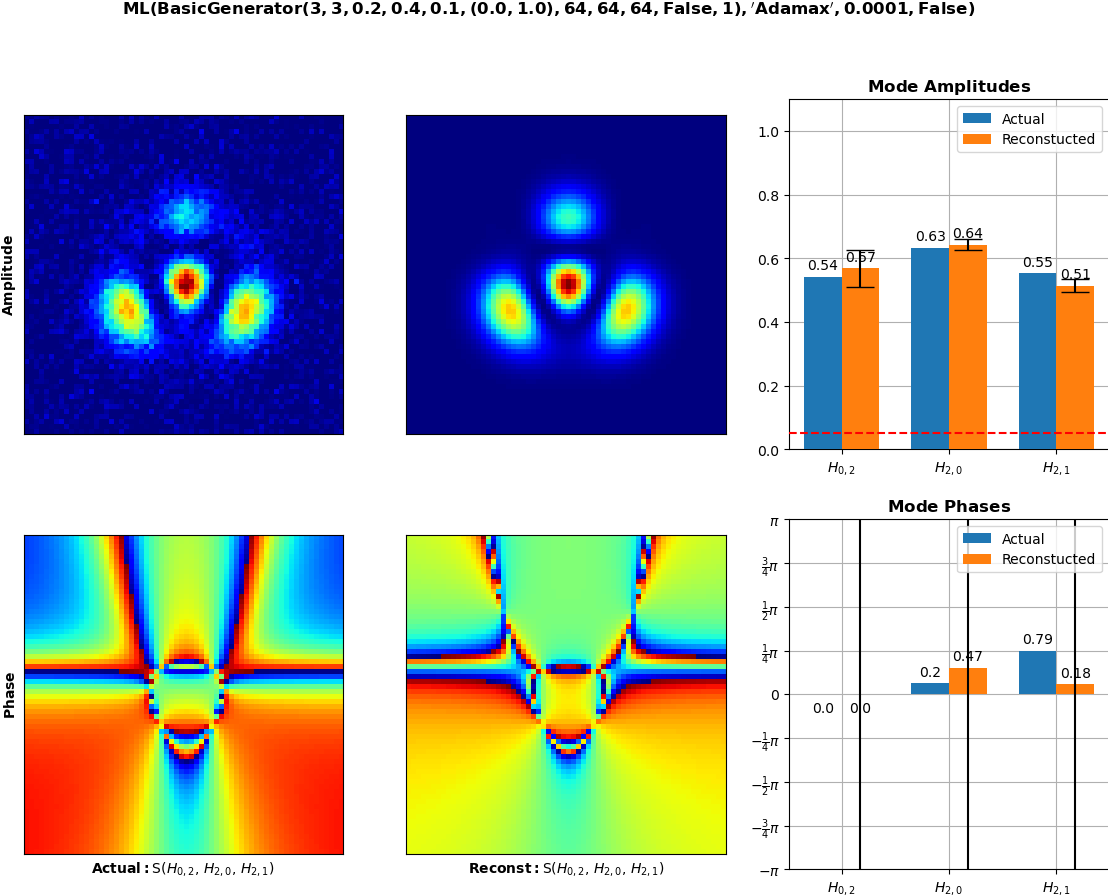 ML(BasicGenerator(3, 3, 0.2, 0.4, 0.1, (0.0, 1.0), 64, 64, 64, False, 1), ′Adamax′, 0.0001, False)
Mode Amplitudes
Amplitude
1.0
0.8
0.6
0.4
0.2
0.0
Actual
Reconstucted
0.54
0.57
0.63
0.64
0.55
0.51
H0, 2
H2, 0
H2, 1
Mode Phases
Phase
π
3/4π
1/2π
1/4π
0
−1/4π
−1/2π
−3/4π
−π
Actual
Reconstucted
0.0
0.0
0.2
0.47
0.79
0.18
H0, 2
H2, 0
H2, 1
Actual: S(H0, 2, H2, 0, H2, 1)
Reconst: S(H0, 2, H2, 0, H2, 1)